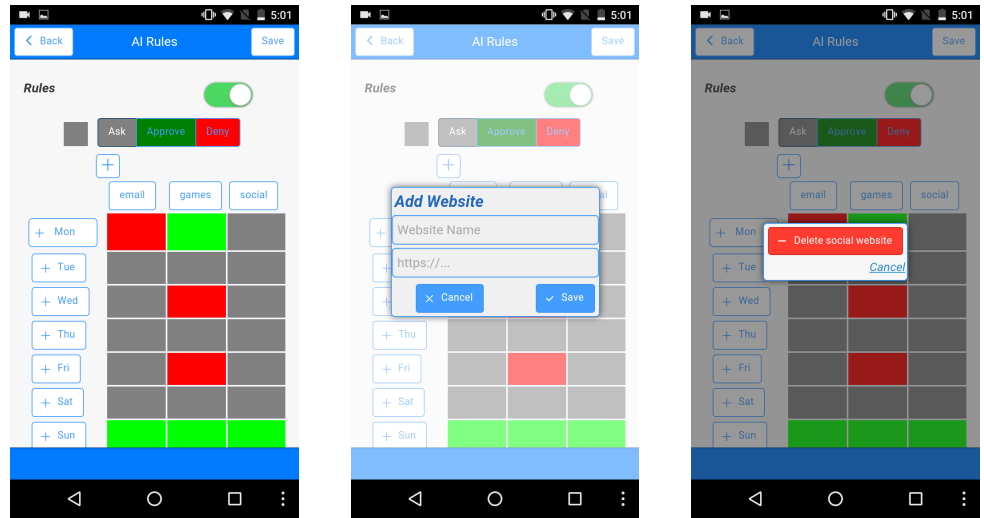 5:01
Back AI Rules Save
Rules
Ask Approve Deny
+
email games social
+ Mon
+ Tue
+ Wed
+ Thu
+ Fri
+ Sat
+ Sun
5:01
Back AI Rules Save
Rules
Ask Approve Deny
+
al
Add Website
+
Website Name
https://...
× Cancel
Save
+ Thu
+ Fri
+ Sat
+ Sun
5:01
Back AI Rules Save
Rules
Ask Approve Deny
+
email games social
+ Mon
− Delete social website
Cancel
+ Tue
+ Wed
+ Thu
+ Fri
+ Sat
+ Sun